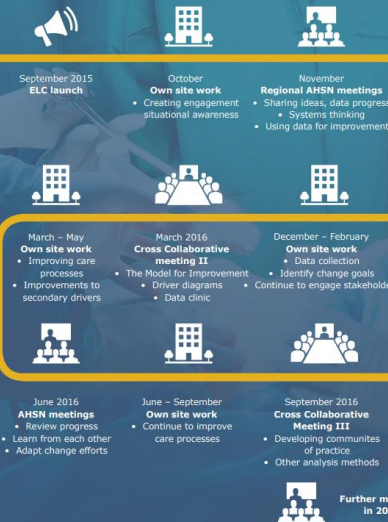 September 2015
ELC launch
October
Own site work
• Creating engagement
situational awareness
November
Regional AHSN meetings
• Sharing ideas, data progress
• Systems thinking
• Using data for improvement
March – May
Own site work
• Improving care
processes
• Improvements to
secondary drivers
March 2016
Cross Collaborative
meeting II
• The Model for Improvement
• Driver diagrams
• Data clinic
December – February
Own site work
• Data collection
• Identify change goals
• Continue to engage stakeholde
June 2016
AHSN meetings
• Review progress
• Learn from each other
• Adapt change efforts
June – September
Own site work
• Continue to improve
care processes
September 2016
Cross Collaborative
Meeting III
• Developing communites
of practice
• Other analysis methods
Further m
in 20